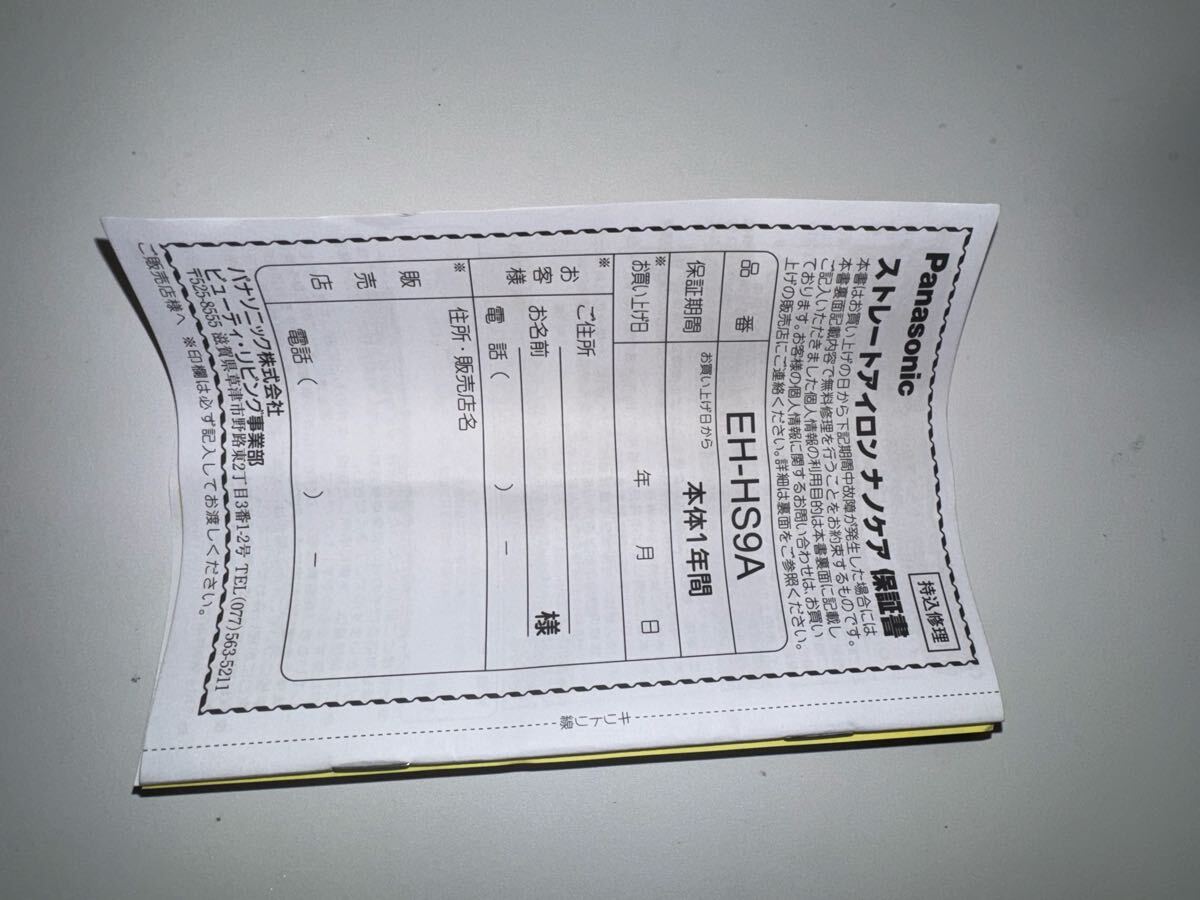 Panasonic
ストレートアイロン ナノケア 保証書
持込修理
本書はお買い上げの日から下記期間中故障が発生した場合には
本書裏面記載内容で無料修理を行うことをお約束するものです。
ご記入いただきました個人情報の利用目的は本書裏面に記載し
ております。お客様の個人情報に関するお問い合わせは、お買い
上げの販売店にご連絡ください。詳細は裏面をご参照ください。
品番 EH-HS9A
保証期間 お買い上げ日から 本体1年間
※お買い上げ日 年 月 日
※お客様 ご住所
お名前 様
電話( ) －
※販売店 住所・販売店名
電話( ) －
パナソニック株式会社
ビューティ・リビング事業部
〒525-8555 滋賀県草津市野路東2丁目3番1-2号 TEL(077)563-5211
ご販売店様へ ※印欄は必ず記入してお渡しください。
キリトリ線